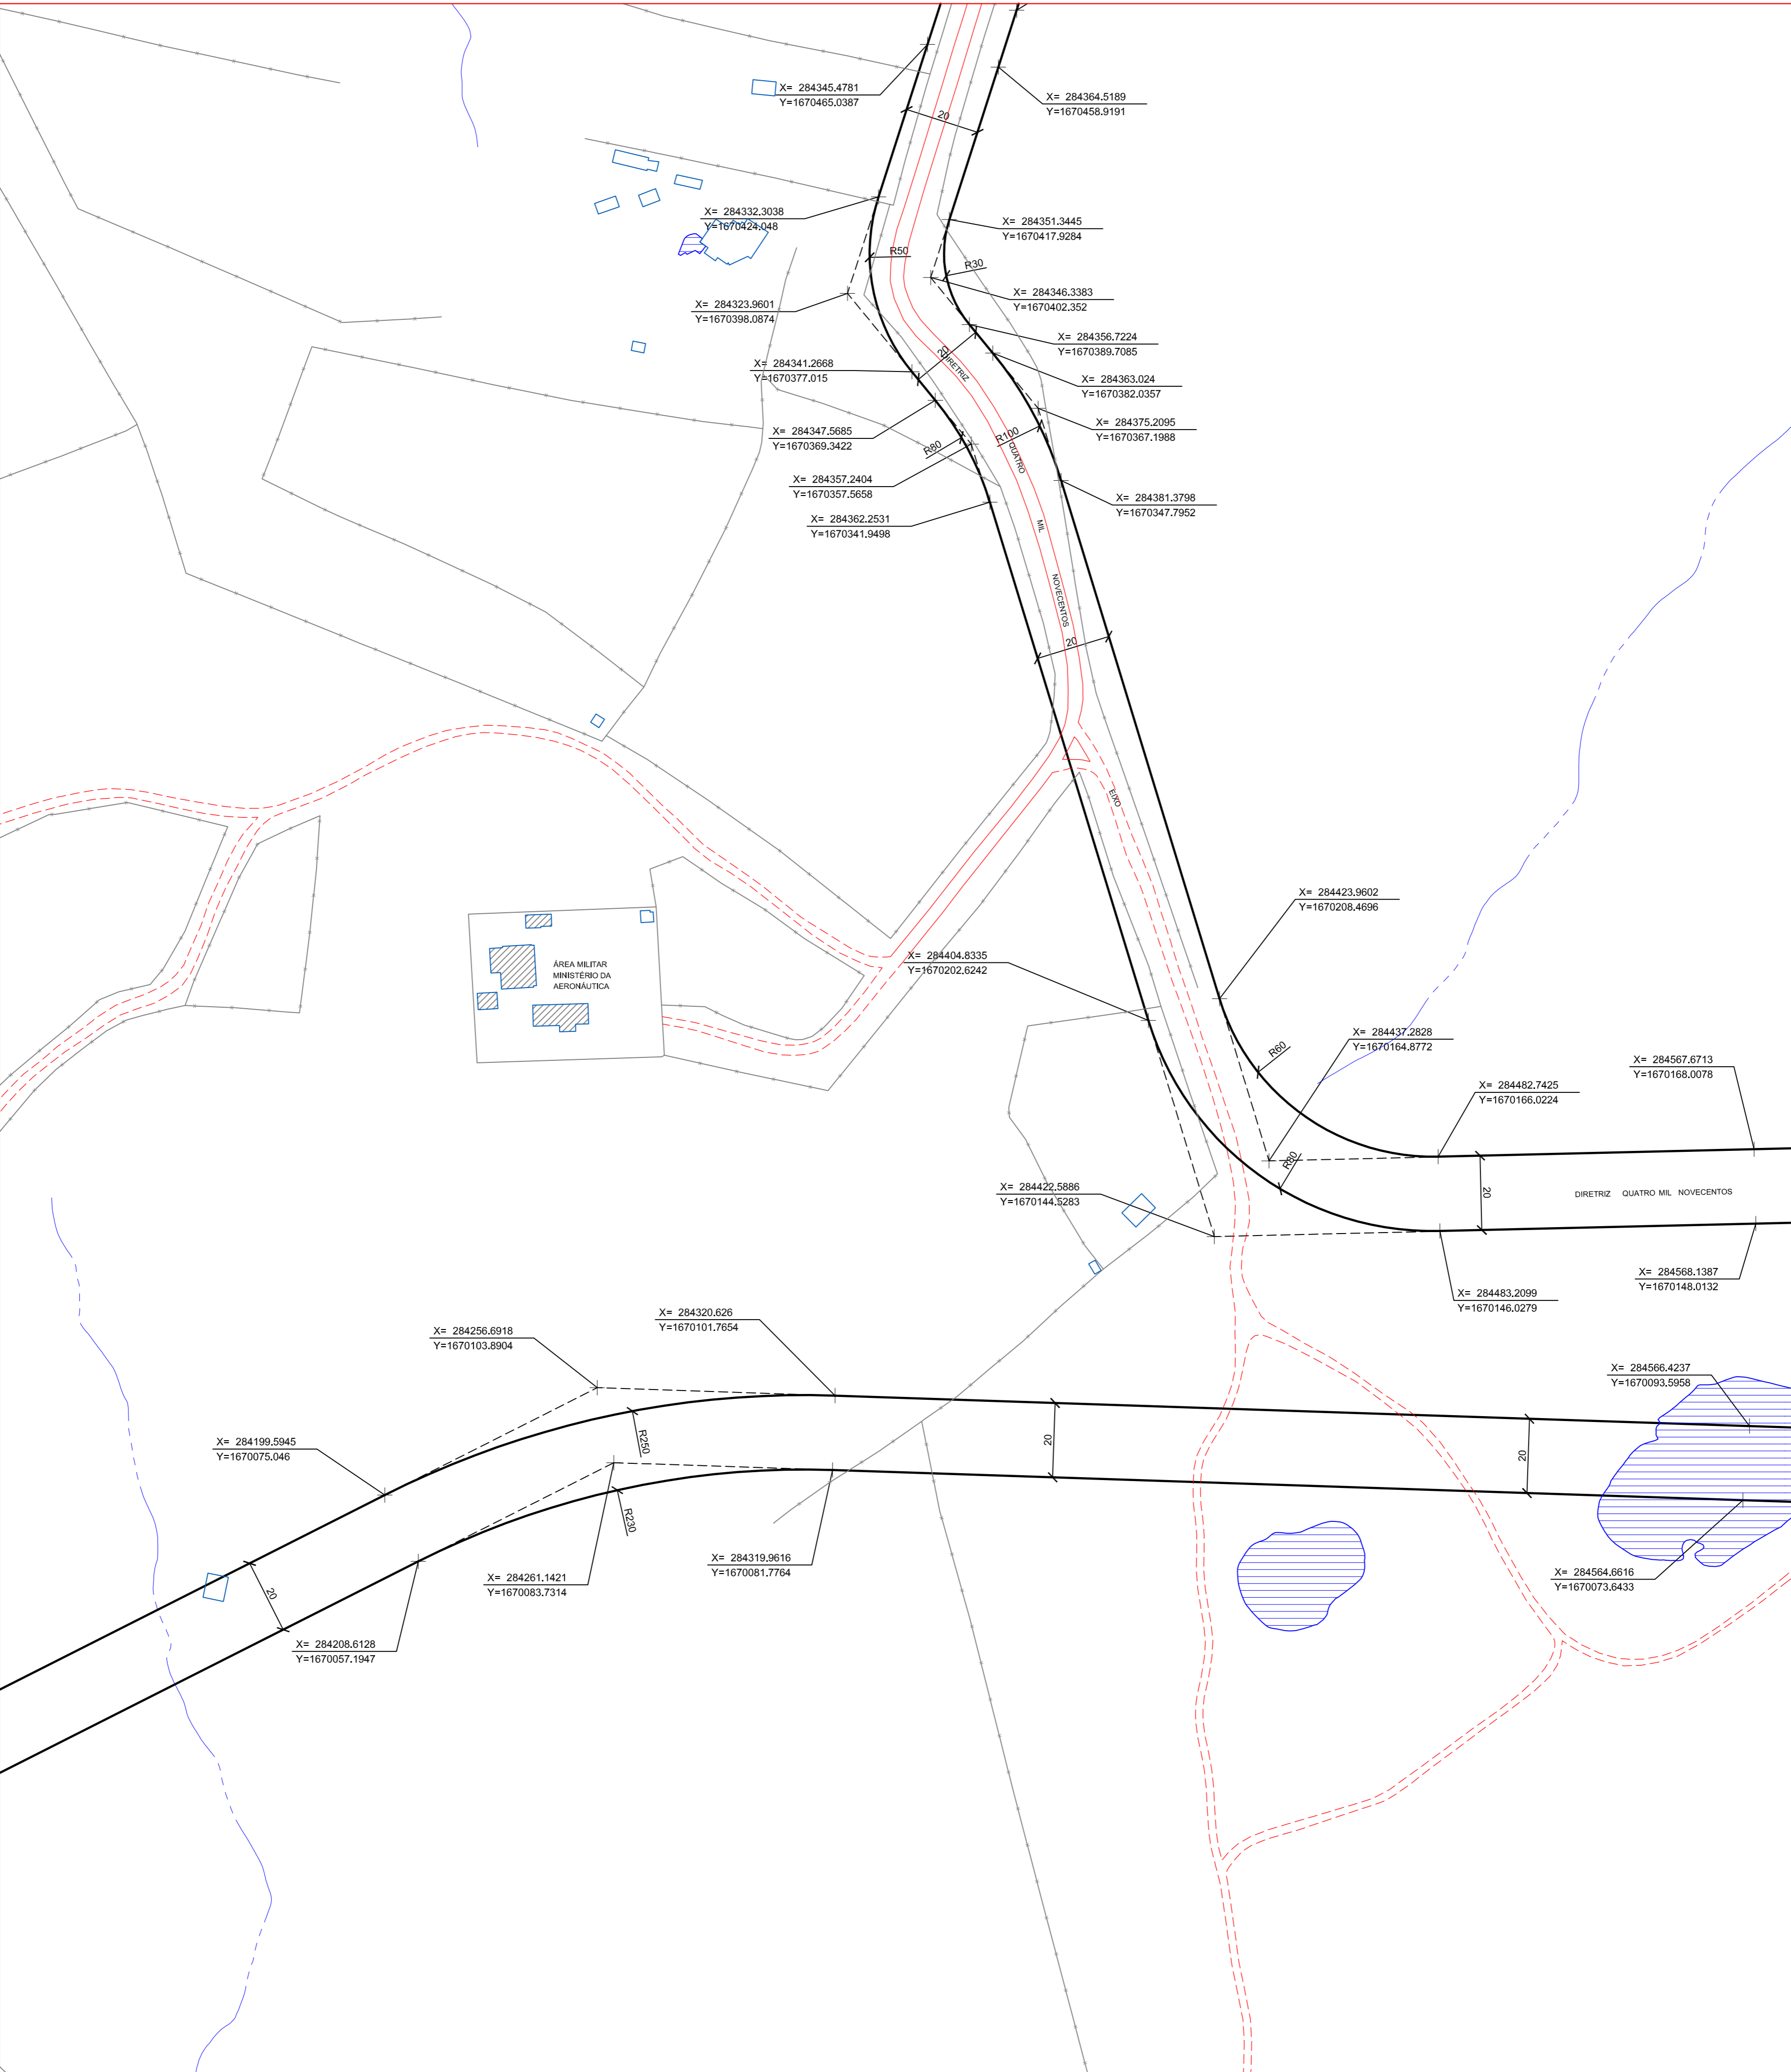 X= 284345.4781
Y=1670465.0387
X= 284364.5189
Y=1670458.9191
20
X= 284332.3038
Y=1670424.048
X= 284351.3445
Y=1670417.9284
R50
R30
X= 284323.9601
Y=1670398.0874
X= 284346.3383
Y=1670402.352
X= 284356.7224
Y=1670389.7085
20
DIRETRIZ
X= 284341.2668
Y=1670377.015
X= 284363.024
Y=1670382.0357
X= 284347.5685
Y=1670369.3422
R80
R100
QUATRO
X= 284375.2095
Y=1670367.1988
X= 284357.2404
Y=1670357.5658
X= 284381.3798
Y=1670347.7952
X= 284362.2531
Y=1670341.9498
MIL
NOVECENTOS
20
EIXO
X= 284423.9602
Y=1670208.4696
X= 284404.8335
Y=1670202.6242
ÁREA MILITAR
MINISTÉRIO DA
AERONÁUTICA
R60
X= 284437.2828
Y=1670164.8772
X= 284567.6713
Y=1670168.0078
X= 284482.7425
Y=1670166.0224
R80
X= 284422.5886
Y=1670144.5283
20
DIRETRIZ QUATRO MIL NOVECENTOS
X= 284568.1387
Y=1670148.0132
X= 284483.2099
Y=1670146.0279
X= 284320.626
Y=1670101.7654
X= 284256.6918
Y=1670103.8904
X= 284566.4237
Y=1670093.5958
X= 284199.5945
Y=1670075.046
R250
20
20
R230
X= 284319.9616
Y=1670081.7764
X= 284261.1421
Y=1670083.7314
X= 284564.6616
Y=1670073.6433
20
X= 284208.6128
Y=1670057.1947